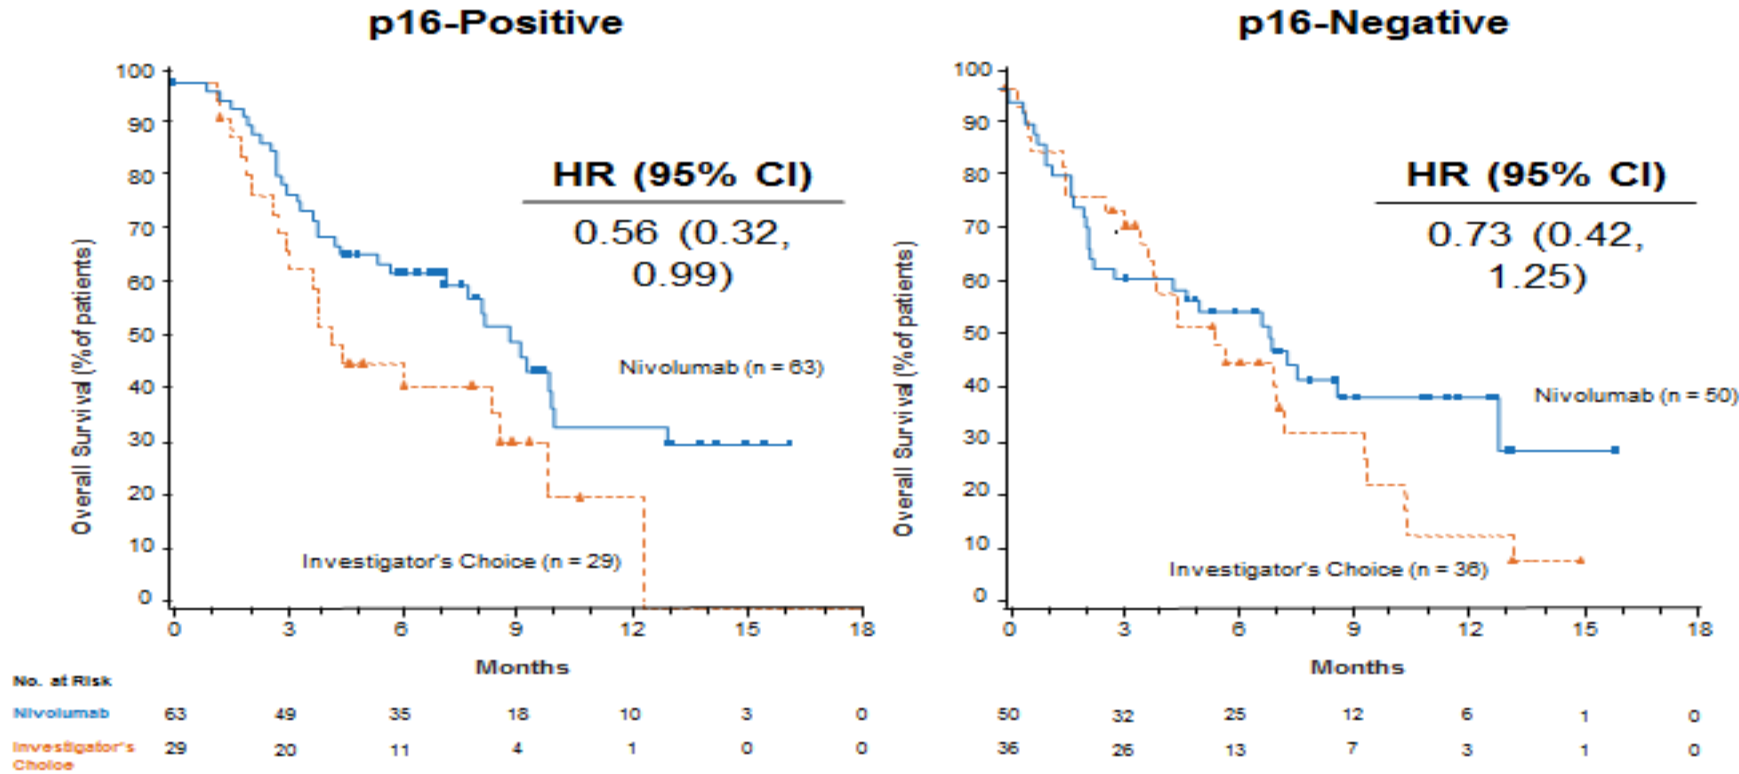 p16-Positive
100
90
80
70
60
50
40
30
20
10
0
Overall Survival (% of patients)
HR (95% CI)
0.56 (0.32,
0.99)
Nivolumab (n = 63)
Investigator's Choice (n = 29)
0 3 6 9 12 15 18
Months
p16-Negative
100
90
80
70
60
50
40
30
20
10
0
Overall Survival (% of patients)
HR (95% CI)
0.73 (0.42,
1.25)
Nivolumab (n = 50)
Investigator's Choice (n = 36)
0 3 6 9 12 15 18
Months
No. at Risk
Nivolumab 63 49 35 18 10 3 0 50 32 25 12 6 1 0
Investigator's
Choice 29 20 11 4 1 0 0 36 26 13 7 3 1 0